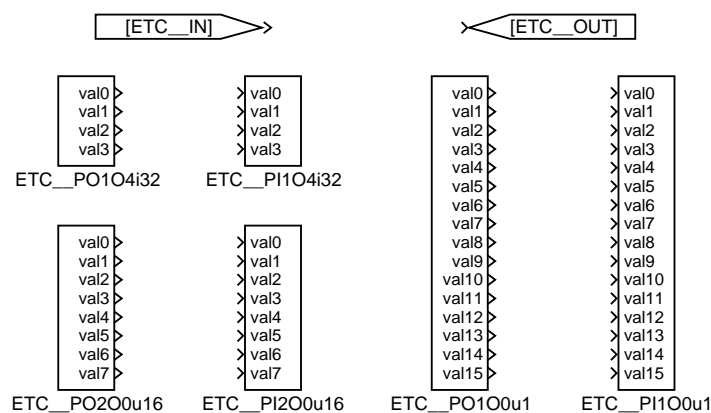 [ETC__IN]
[ETC__OUT]
val0
val1
val2
val3
ETC__PO1O4i32
val0
val1
val2
val3
ETC__PI1O4i32
val0
val1
val2
val3
val4
val5
val6
val7
ETC__PO2O0u16
val0
val1
val2
val3
val4
val5
val6
val7
ETC__PI2O0u16
val0
val1
val2
val3
val4
val5
val6
val7
val8
val9
val10
val11
val12
val13
val14
val15
ETC__PO1O0u1
val0
val1
val2
val3
val4
val5
val6
val7
val8
val9
val10
val11
val12
val13
val14
val15
ETC__PI1O0u1